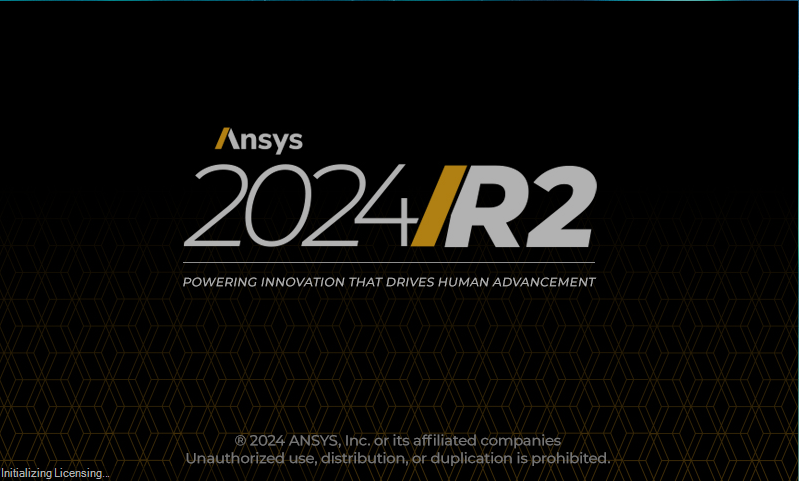 Ansys
2024 R2
POWERING INNOVATION THAT DRIVES HUMAN ADVANCEMENT
® 2024 ANSYS, Inc. or its affiliated companies
Unauthorized use, distribution, or duplication is prohibited.
Initializing Licensing...